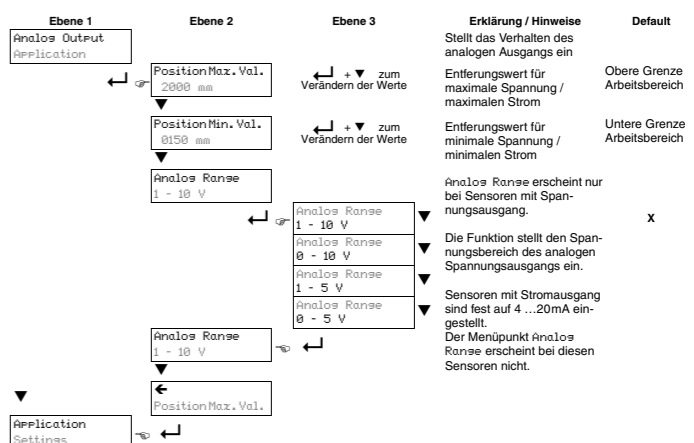 Ebene 1 Ebene 2 Ebene 3 Erklärung / Hinweise Default
Analog Output
Application
Stellt das Verhalten des
analogen Ausgangs ein
Position Max. Val.
2000 mm
+ ▼ zum
Verändern der Werte
Entferungswert für
maximale Spannung /
maximalen Strom
Obere Grenze
Arbeitsbereich
Position Min. Val.
0150 mm
+ ▼ zum
Verändern der Werte
Entferungswert für
minimale Spannung /
minimalen Strom
Untere Grenze
Arbeitsbereich
Analog Range
1 - 10 V
Analog Range erscheint nur
bei Sensoren mit Span-
nungsausgang.
Analog Range
1 - 10 V
X
Analog Range
0 - 10 V
Die Funktion stellt den Span-
nungsbereich des analogen
Spannungsausgangs ein.
Analog Range
1 - 5 V
Analog Range
0 - 5 V
Sensoren mit Stromausgang
sind fest auf 4 ...20mA ein-
gestellt.
Der Menüpunkt Analog
Range erscheint bei diesen
Sensoren nicht.
Analog Range
1 - 10 V
Position Max. Val.
Application
Settings